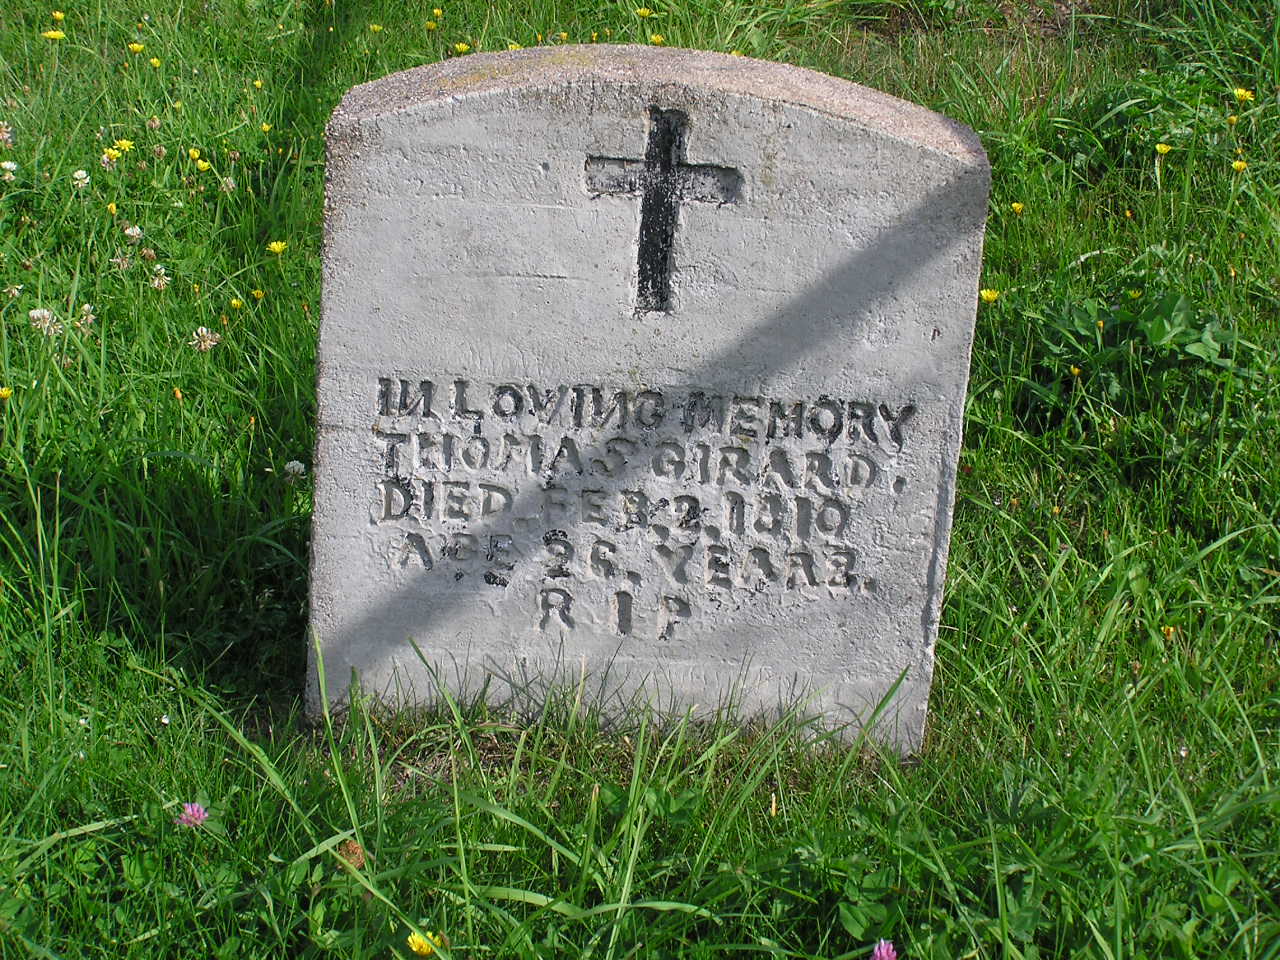 IN LOVING MEMORY
THOMAS GIRARD.
DIED. FEB. 2. 1910
AGE 26. YEARS.
R I P